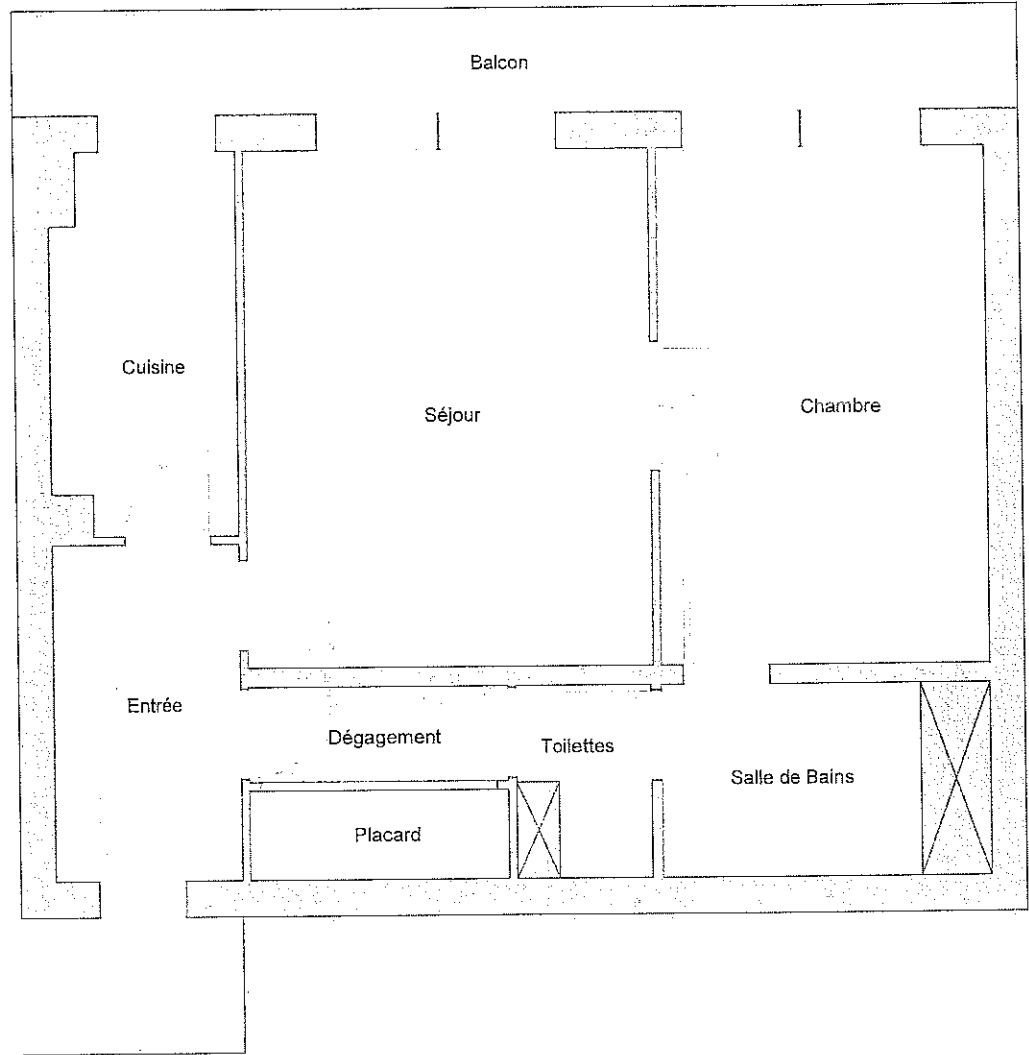 Balcon
Cuisine
Séjour
Chambre
Entrée
Dégagement
Toilettes
Salle de Bains
Placard